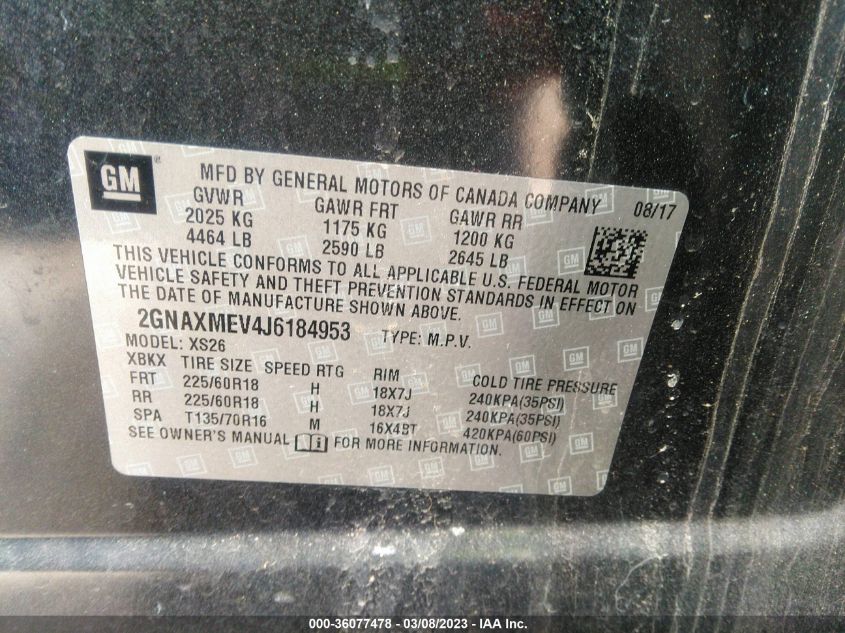 GM ®
MFD BY GENERAL MOTORS OF CANADA COMPANY 08/17
GVWR GAWR FRT GAWR RR
2025 KG 1175 KG 1200 KG
4464 LB 2590 LB 2645 LB
THIS VEHICLE CONFORMS TO ALL APPLICABLE U.S. FEDERAL MOTOR
VEHICLE SAFETY AND THEFT PREVENTION STANDARDS IN EFFECT ON
THE DATE OF MANUFACTURE SHOWN ABOVE.
2GNAXMEV4J6184953 TYPE: M.P.V.
MODEL: XS26
XBKX TIRE SIZE SPEED RTG RIM COLD TIRE PRESSURE
FRT 225/60R18 H 18X7J 240KPA(35PSI)
RR 225/60R18 H 18X7J 240KPA(35PSI)
SPA T135/70R16 M 16X4BT 420KPA(60PSI)
SEE OWNER'S MANUAL i FOR MORE INFORMATION.
000-36077478 - 03/08/2023 - IAA Inc.